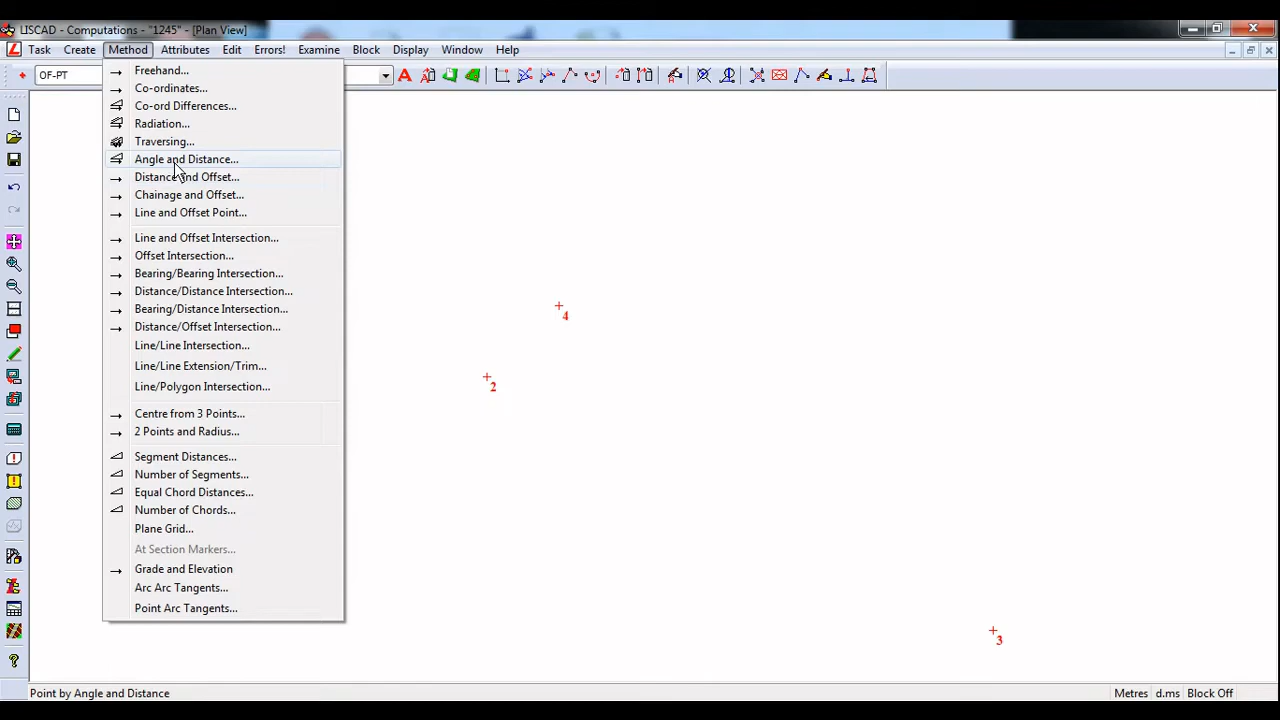 LISCAD - Computations - "1245" - [Plan View]
Task Create Method Attributes Edit Errors! Examine Block Display Window Help
OF-PT
Freehand...
Co-ordinates...
Co-ord Differences...
Radiation...
Traversing...
Angle and Distance...
Distance and Offset...
Chainage and Offset...
Line and Offset Point...
Line and Offset Intersection...
Offset Intersection...
Bearing/Bearing Intersection...
Distance/Distance Intersection...
Bearing/Distance Intersection...
Distance/Offset Intersection...
Line/Line Intersection...
Line/Line Extension/Trim...
Line/Polygon Intersection...
Centre from 3 Points...
2 Points and Radius...
Segment Distances...
Number of Segments...
Equal Chord Distances...
Number of Chords...
Plane Grid...
At Section Markers...
Grade and Elevation
Arc Arc Tangents...
Point Arc Tangents...
4
2
3
Point by Angle and Distance
Metres d.ms Block Off